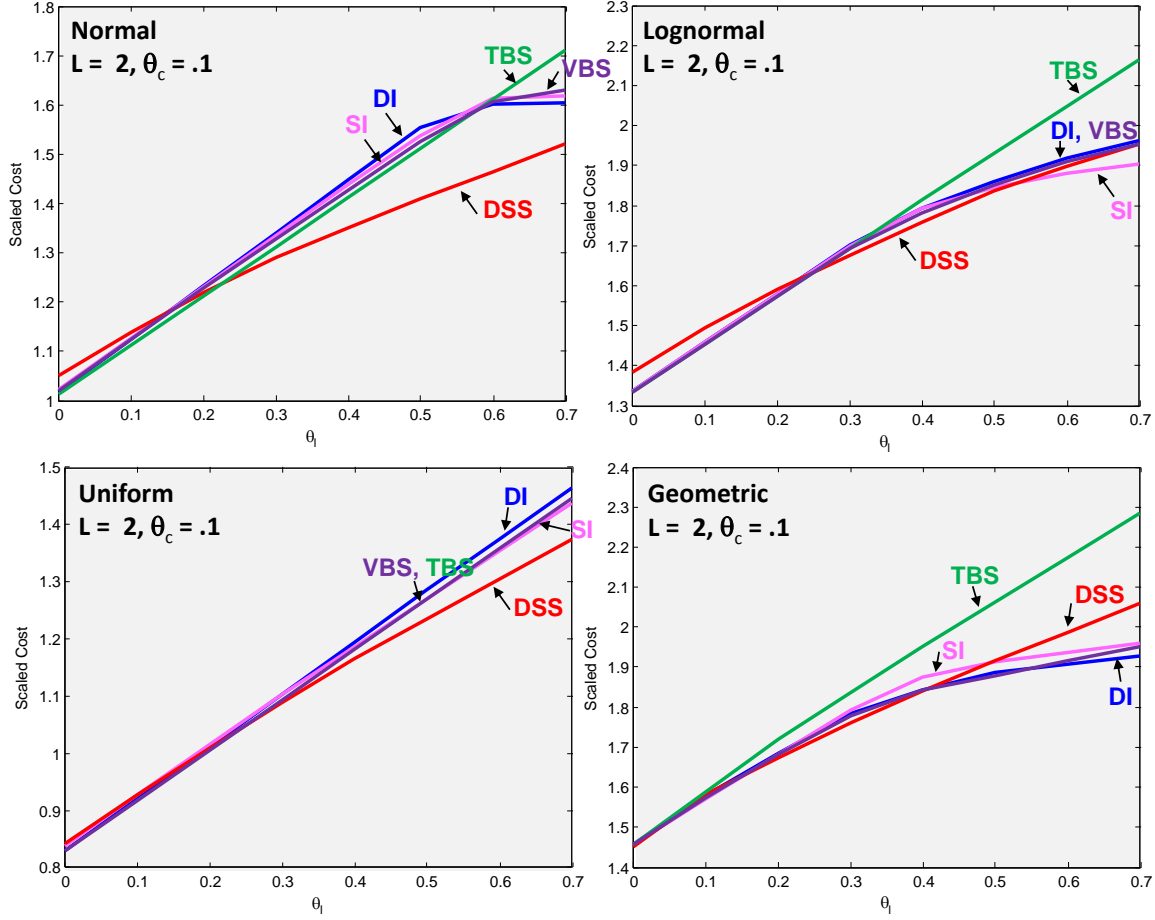 Normal
L = 2, θc = .1
TBS
VBS
DI
SI
DSS
Scaled Cost
1.8
1.7
1.6
1.5
1.4
1.3
1.2
1.1
1
0 0.1 0.2 0.3 0.4 0.5 0.6 0.7
θl
Lognormal
L = 2, θc = .1
TBS
DI, VBS
SI
DSS
Scaled Cost
2.3
2.2
2.1
2
1.9
1.8
1.7
1.6
1.5
1.4
1.3
0 0.1 0.2 0.3 0.4 0.5 0.6 0.7
θl
Uniform
L = 2, θc = .1
DI
SI
VBS, TBS
DSS
Scaled Cost
1.5
1.4
1.3
1.2
1.1
1
0.9
0.8
0 0.1 0.2 0.3 0.4 0.5 0.6 0.7
θl
Geometric
L = 2, θc = .1
TBS
DSS
SI
DI
Scaled Cost
2.4
2.3
2.2
2.1
2
1.9
1.8
1.7
1.6
1.5
1.4
0 0.1 0.2 0.3 0.4 0.5 0.6 0.7
θl